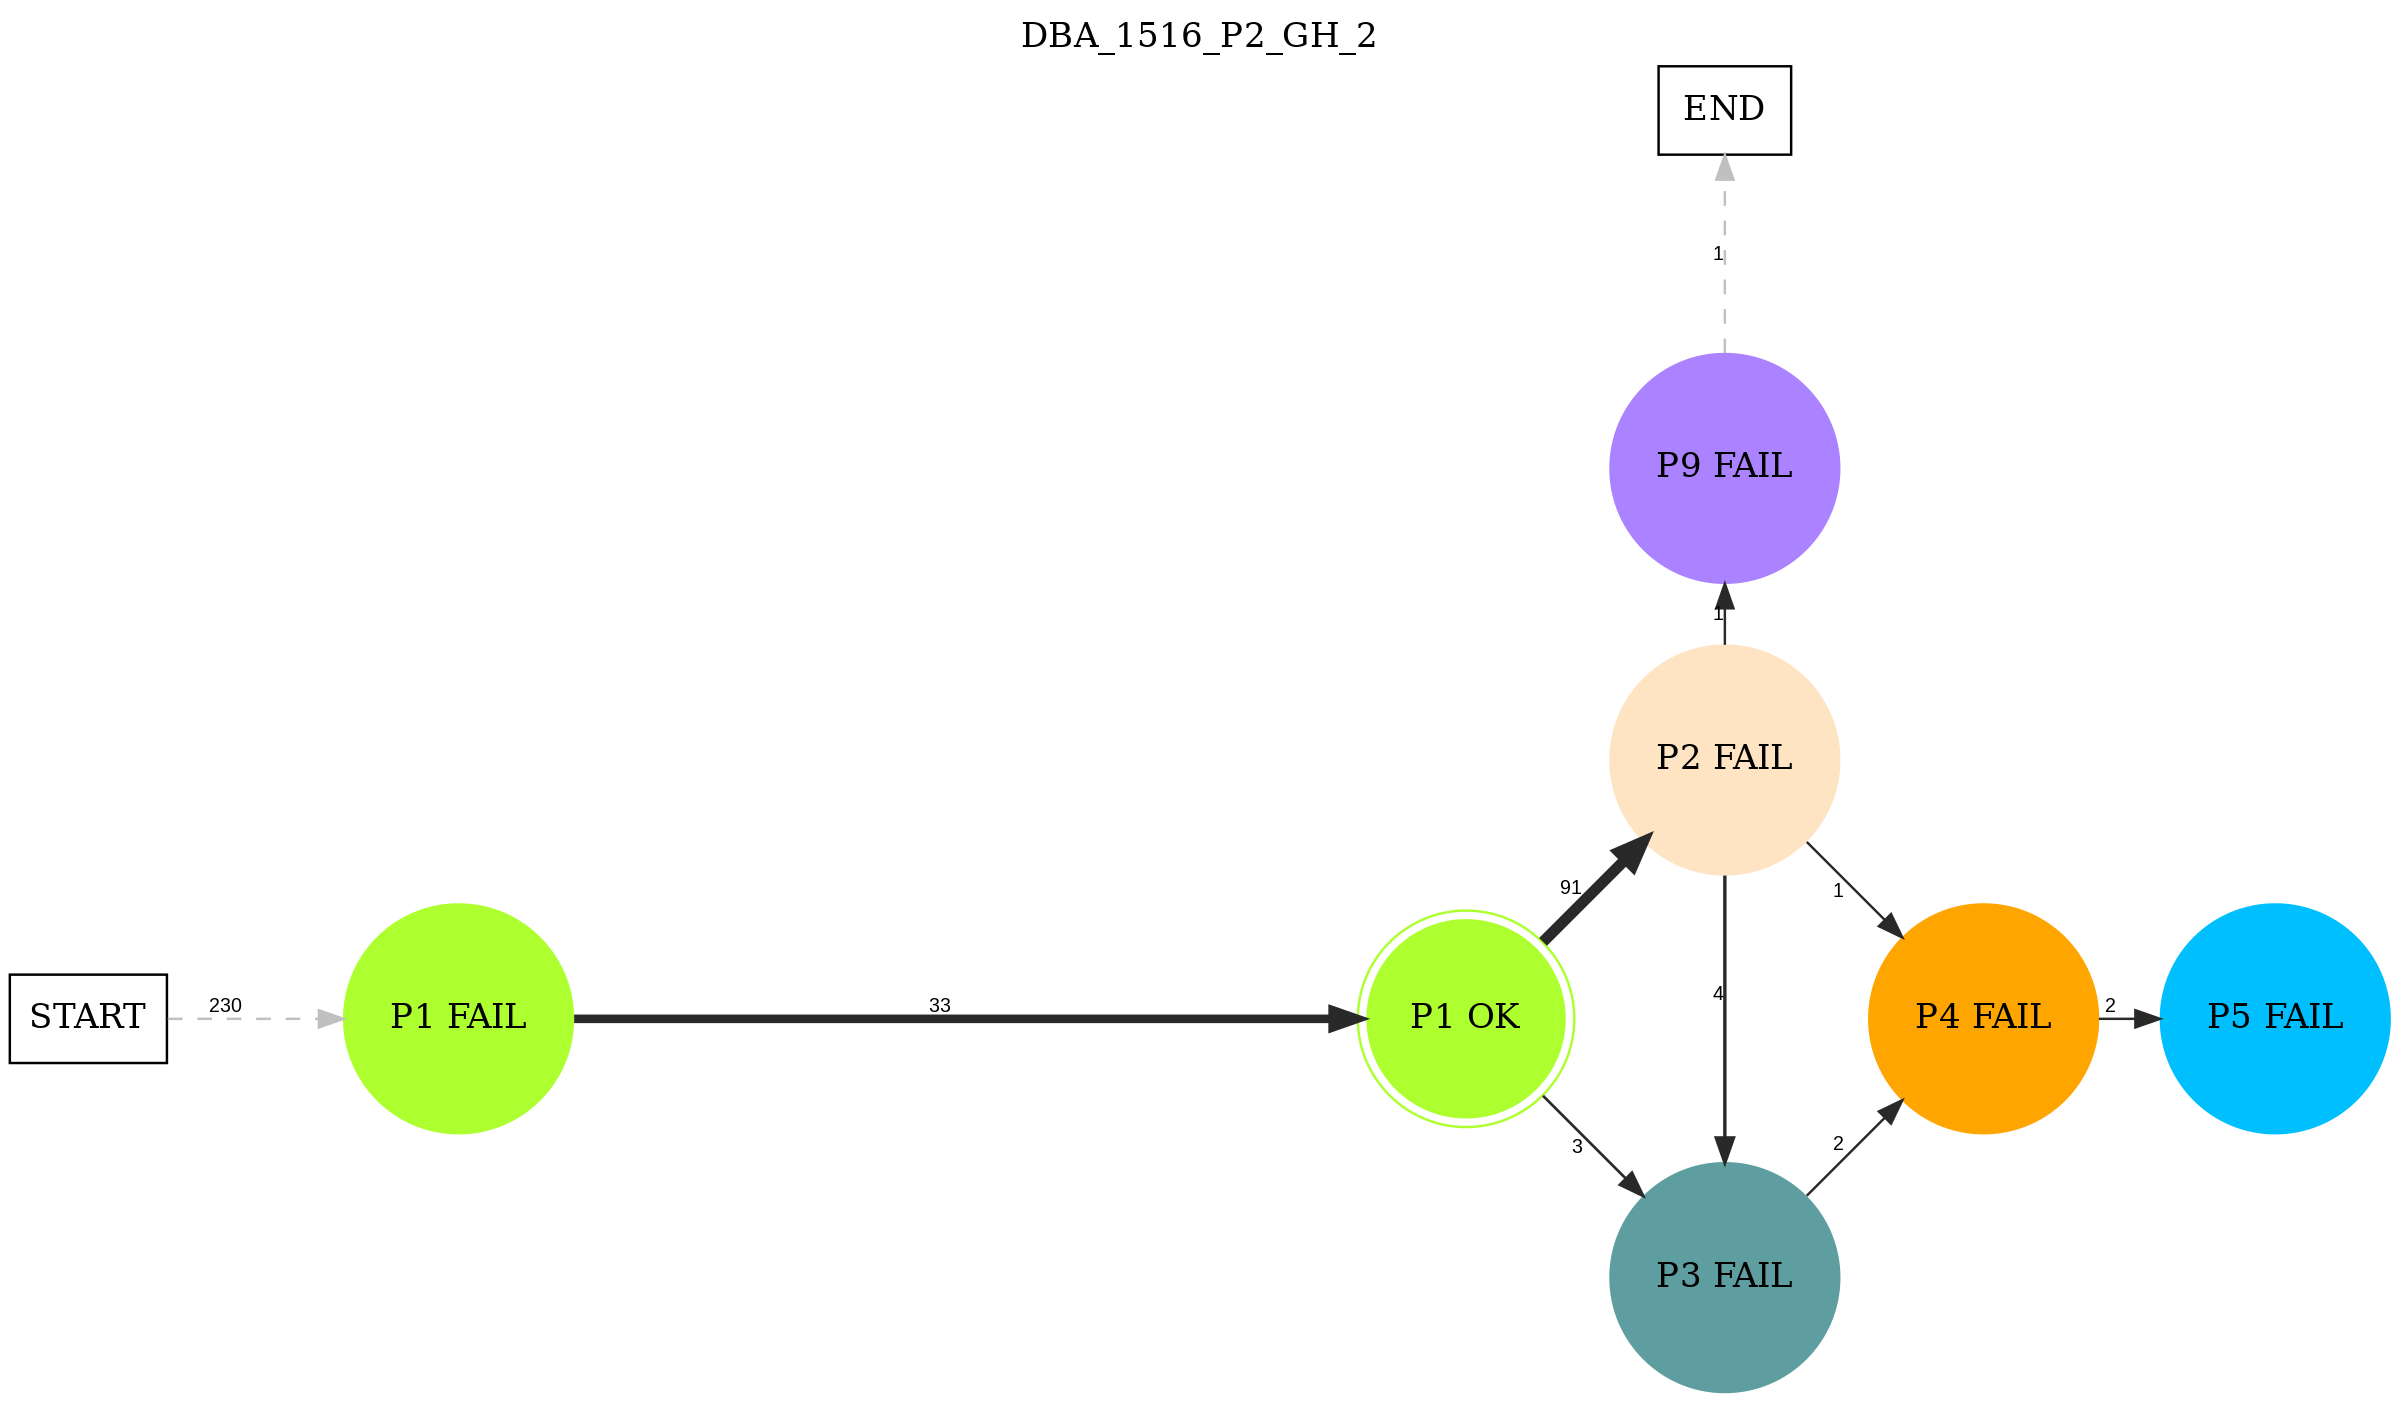 DBA_1516_P2_GH_2
END
1
P9 FAIL
1
P2 FAIL
91
1
4
START
230
P1 FAIL
33
P1 OK
P4 FAIL
2
P5 FAIL
3
2
P3 FAIL